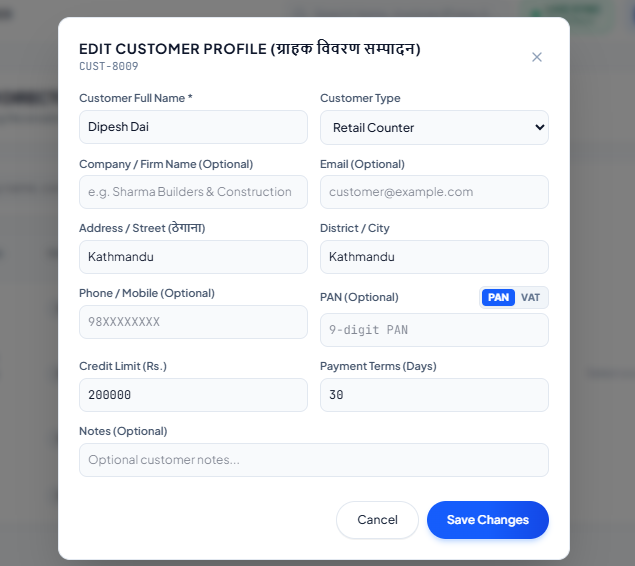 EDIT CUSTOMER PROFILE (ग्राहक विवरण सम्पादन)
CUST-8009
Customer Full Name *
Customer Type
Dipesh Dai
Retail Counter
Company / Firm Name (Optional)
Email (Optional)
e.g. Sharma Builders & Construction
customer@example.com
Address / Street (ठेगाना)
District / City
Kathmandu
Kathmandu
Phone / Mobile (Optional)
PAN (Optional)
PAN VAT
98XXXXXXXX
9-digit PAN
Credit Limit (Rs.)
Payment Terms (Days)
200000
30
Notes (Optional)
Optional customer notes...
Cancel
Save Changes